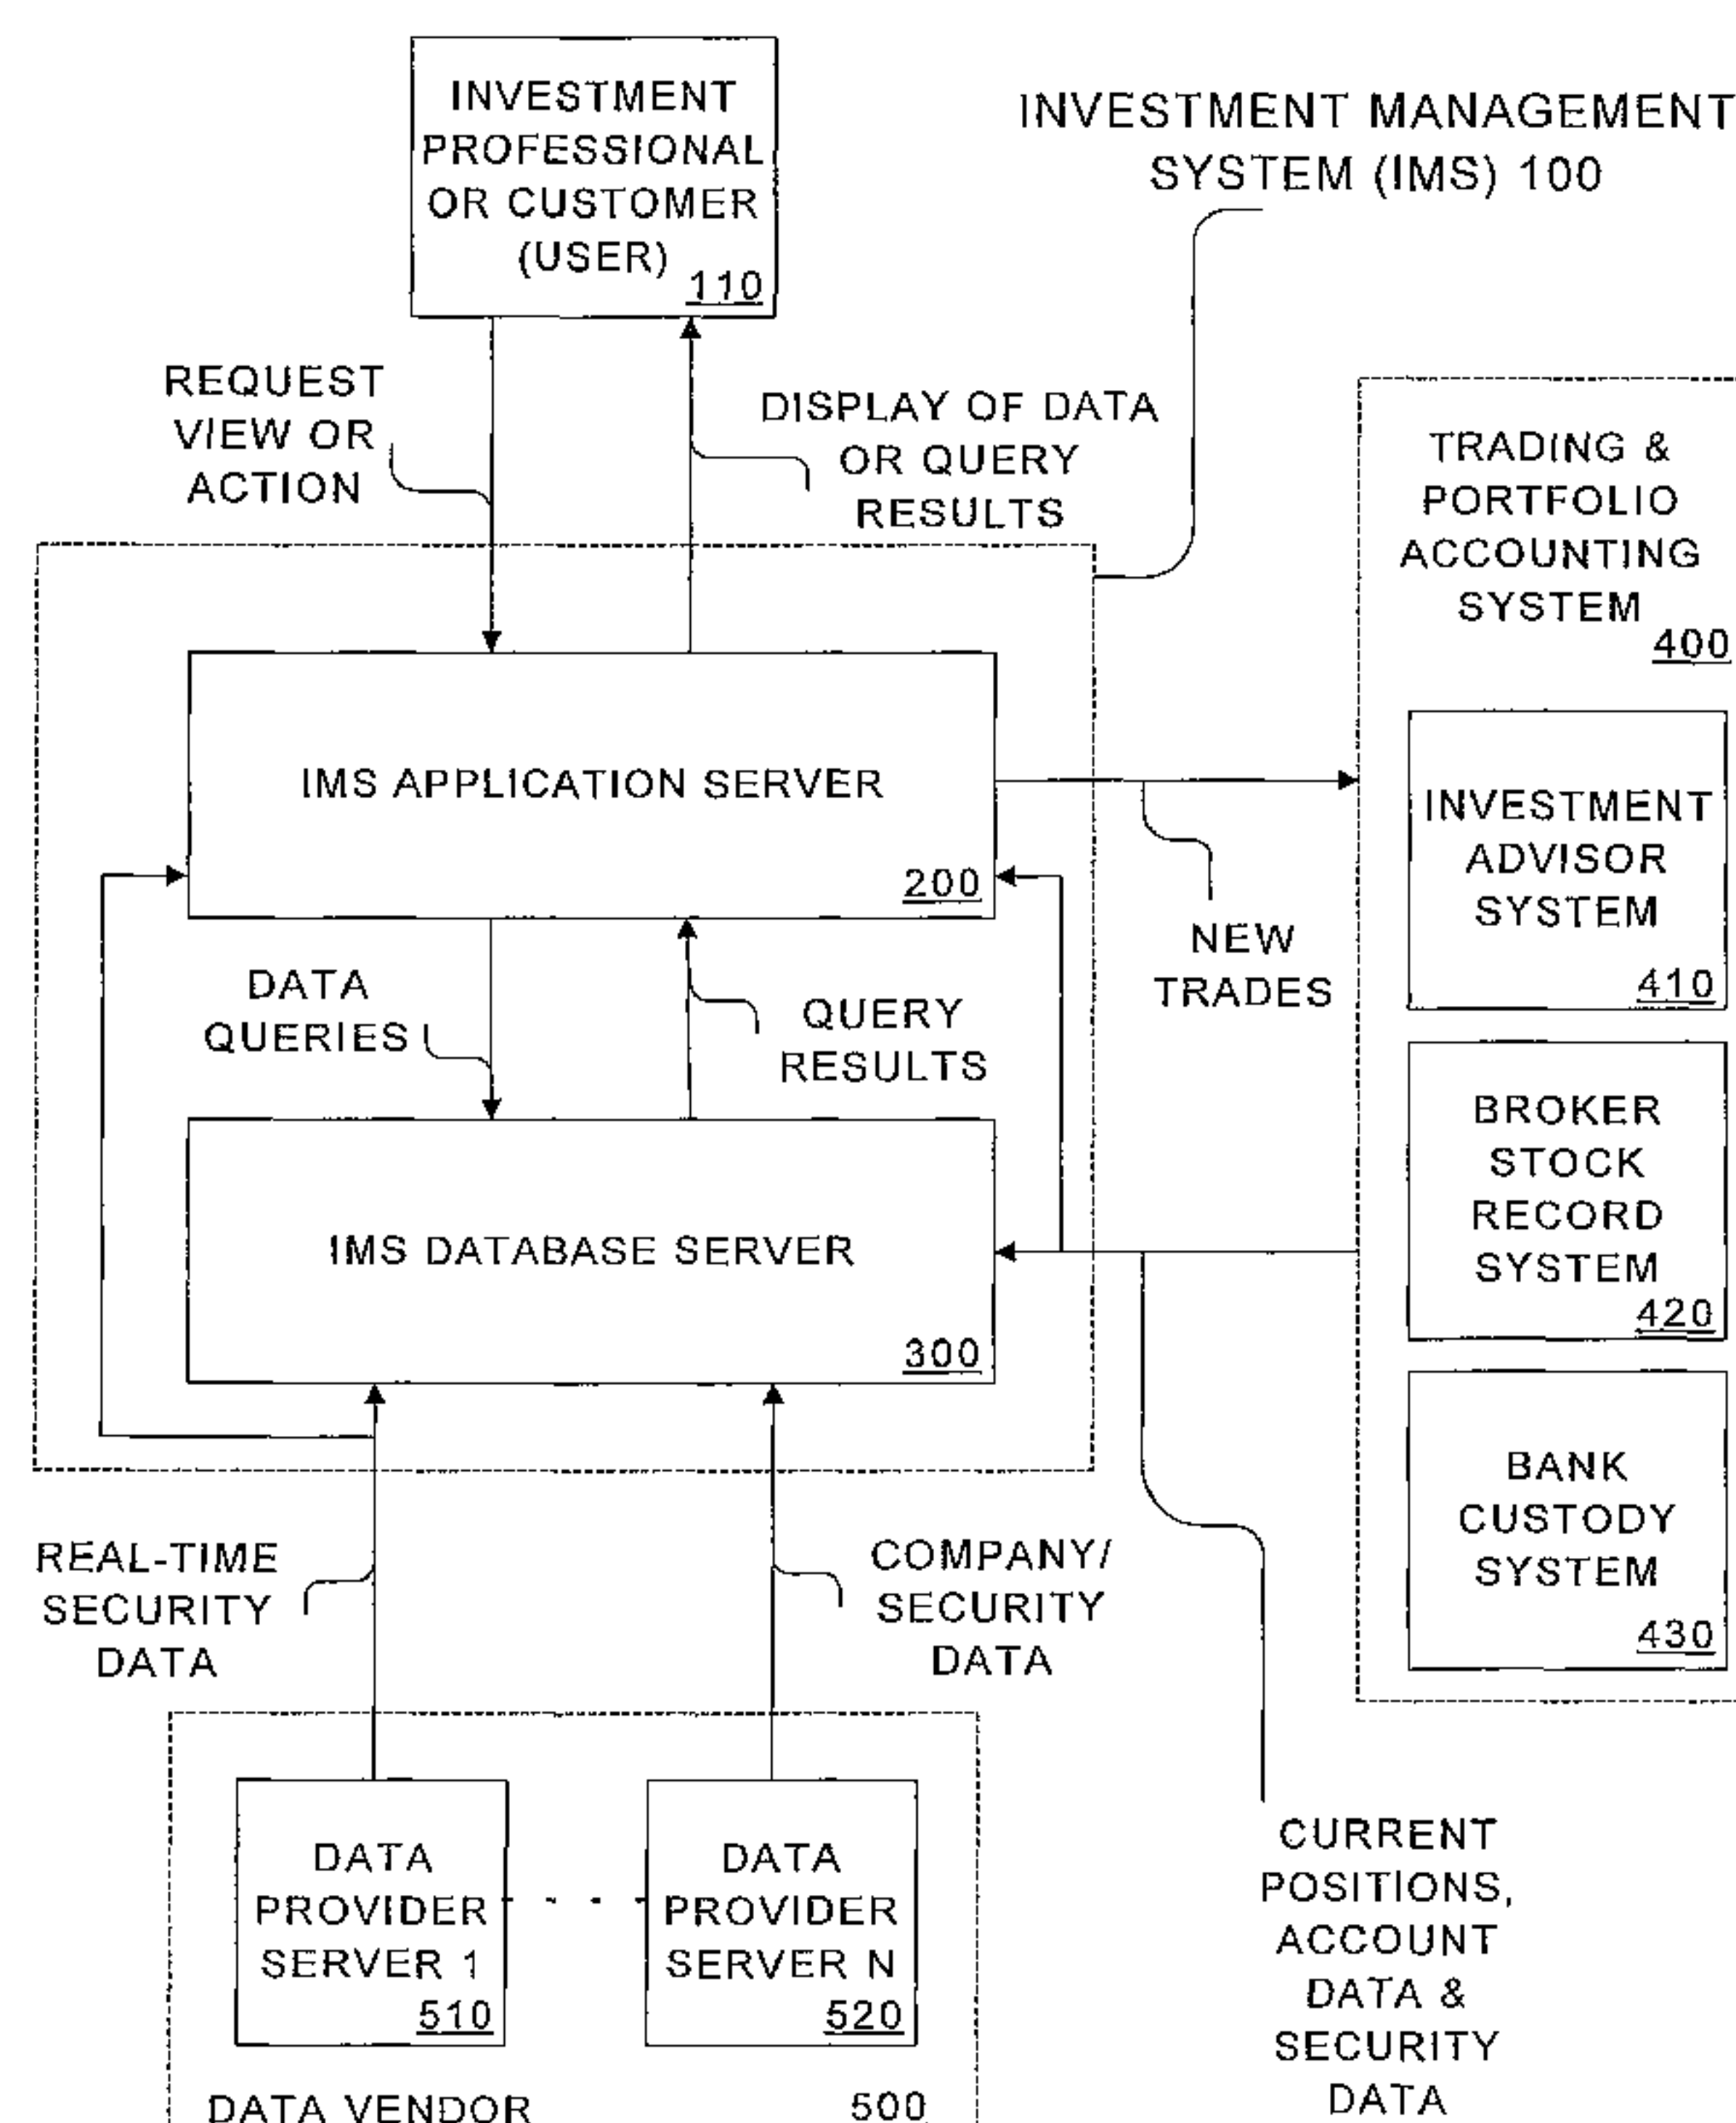 INVESTMENT
PROFESSIONAL
OR CUSTOMER
(USER)
110
INVESTMENT MANAGEMENT
SYSTEM (IMS) 100
REQUEST
VIEW OR
ACTION
DISPLAY OF DATA
OR QUERY
RESULTS
TRADING &
PORTFOLIO
ACCOUNTING
SYSTEM
400
IMS APPLICATION SERVER
200
INVESTMENT
ADVISOR
SYSTEM
410
NEW
TRADES
DATA
QUERIES
QUERY
RESULTS
BROKER
STOCK
RECORD
SYSTEM
420
IMS DATABASE SERVER
300
BANK
CUSTODY
SYSTEM
430
REAL-TIME
SECURITY
DATA
COMPANY/
SECURITY
DATA
DATA
PROVIDER
SERVER 1
510
DATA
PROVIDER
SERVER N
520
CURRENT
POSITIONS,
ACCOUNT
DATA &
SECURITY
DATA
DATA VENDOR
500